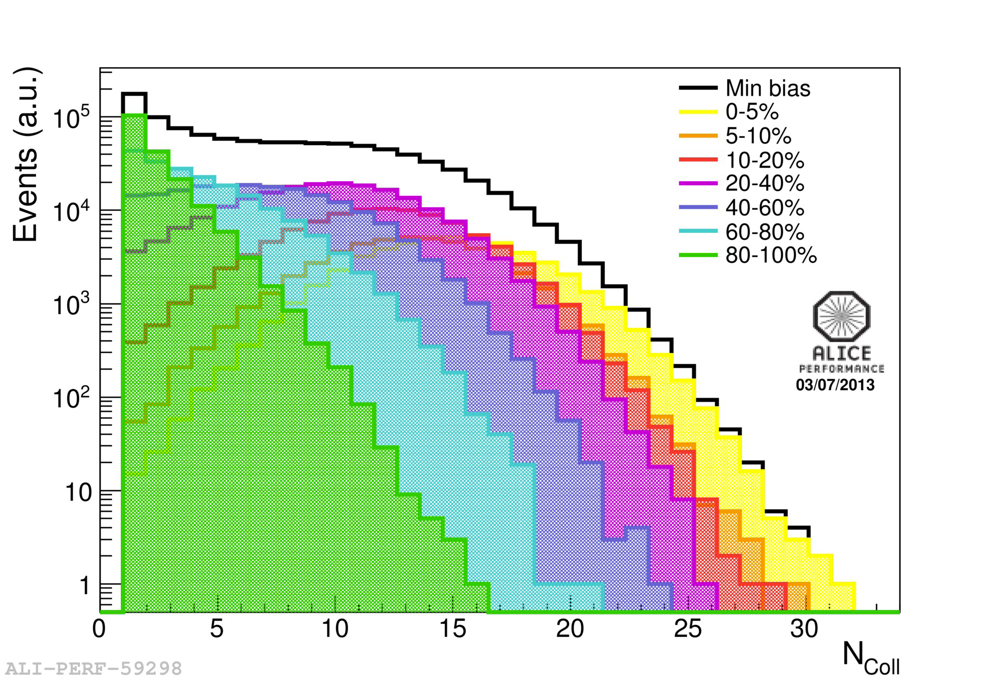 Events (a.u.)
10^5
10^4
10^3
10^2
10
1
0 5 10 15 20 25 30
N_Coll
Min bias
0-5%
5-10%
10-20%
20-40%
40-60%
60-80%
80-100%
ALICE
PERFORMANCE
03/07/2013
ALI-PERF-59298